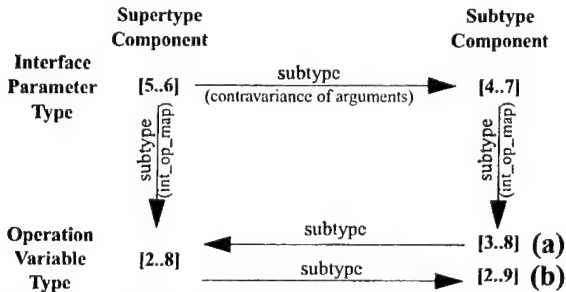 Supertype Component
Subtype Component
Interface Parameter Type
[5..6]
subtype
(contravariance of arguments)
[4..7]
subtype
(int_op_map)
subtype
(int_op_map)
Operation Variable Type
[2..8]
subtype
[3..8] (a)
subtype
[2..9] (b)